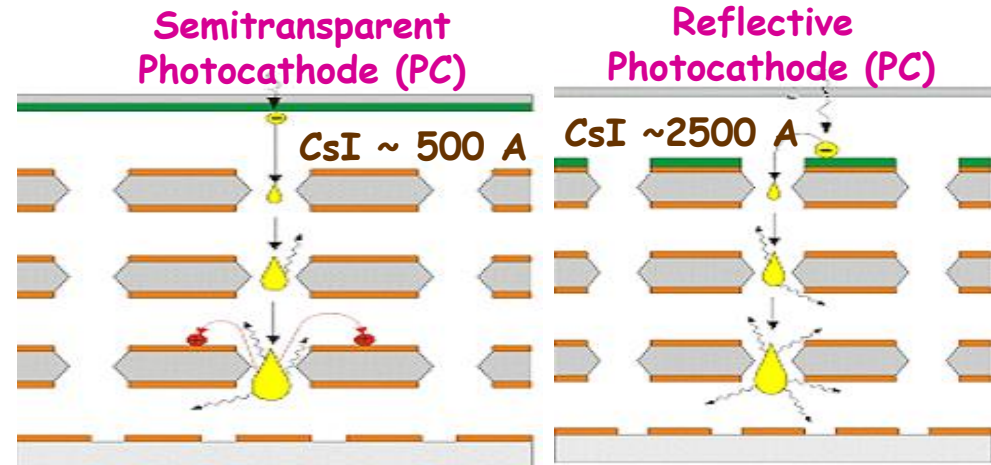 Semitransparent
Photocathode (PC)
CsI ~ 500 A
Reflective
Photocathode (PC)
CsI ~2500 A